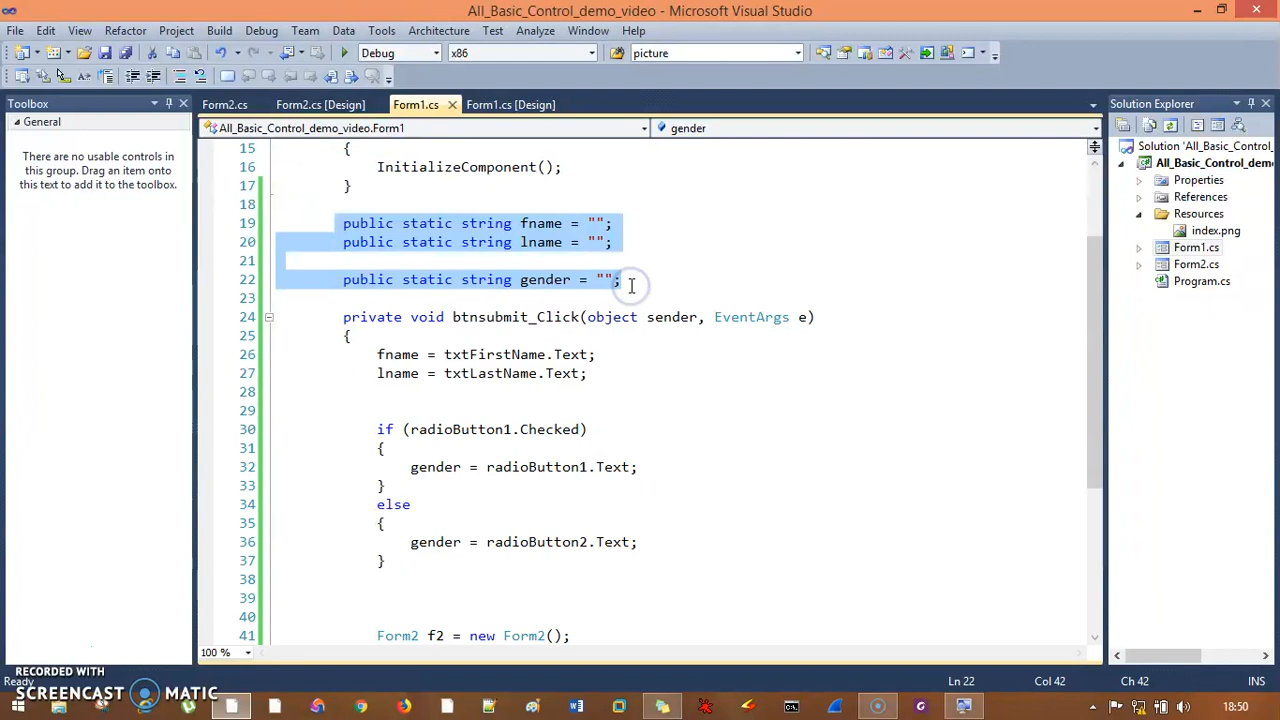 All_Basic_Control_demo_video - Microsoft Visual Studio
File Edit View Refactor Project Build Debug Team Data Tools Architecture Test Analyze Window Help
Debug x86 picture
Toolbox
General
There are no usable controls in this group. Drag an item onto this text to add it to the toolbox.
Form2.cs Form2.cs [Design] Form1.cs Form1.cs [Design]
All_Basic_Control_demo_video.Form1 gender
15 {
16 InitializeComponent();
17 }
18
19 public static string fname = "";
20 public static string lname = "";
21
22 public static string gender = "";
23
24 private void btnsubmit_Click(object sender, EventArgs e)
25 {
26 fname = txtFirstName.Text;
27 lname = txtLastName.Text;
28
29
30 if (radioButton1.Checked)
31 {
32 gender = radioButton1.Text;
33 }
34 else
35 {
36 gender = radioButton2.Text;
37 }
38
39
40
41 Form2 f2 = new Form2();
100 %
Solution Explorer
Solution 'All_Basic_Control_
All_Basic_Control_dem
Properties
References
Resources
index.png
Form1.cs
Form2.cs
Program.cs
Ready Ln 22 Col 42 Ch 42 INS
RECORDED WITH
SCREENCAST MATIC
18:50